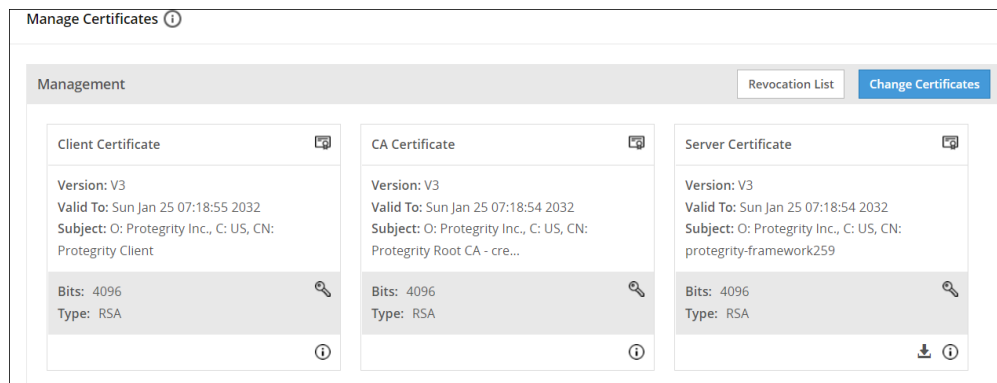 Manage Certificates
Management
Revocation List
Change Certificates
Client Certificate
Version: V3
Valid To: Sun Jan 25 07:18:55 2032
Subject: O: Protegrity Inc., C: US, CN:
Protegrity Client
Bits: 4096
Type: RSA
CA Certificate
Version: V3
Valid To: Sun Jan 25 07:18:54 2032
Subject: O: Protegrity Inc., C: US, CN:
Protegrity Root CA - cre...
Bits: 4096
Type: RSA
Server Certificate
Version: V3
Valid To: Sun Jan 25 07:18:54 2032
Subject: O: Protegrity Inc., C: US, CN:
protegrity-framework259
Bits: 4096
Type: RSA